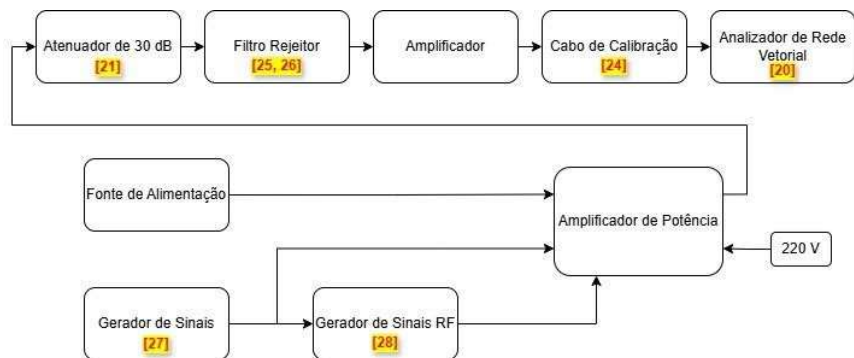 Atenuador de 30 dB
[21]
Filtro Rejeitor
[25, 26]
Amplificador
Cabo de Calibração
[24]
Analizador de Rede
Vetorial
[20]
Fonte de Alimentação
Amplificador de Potência
220 V
Gerador de Sinais
[27]
Gerador de Sinais RF
[28]